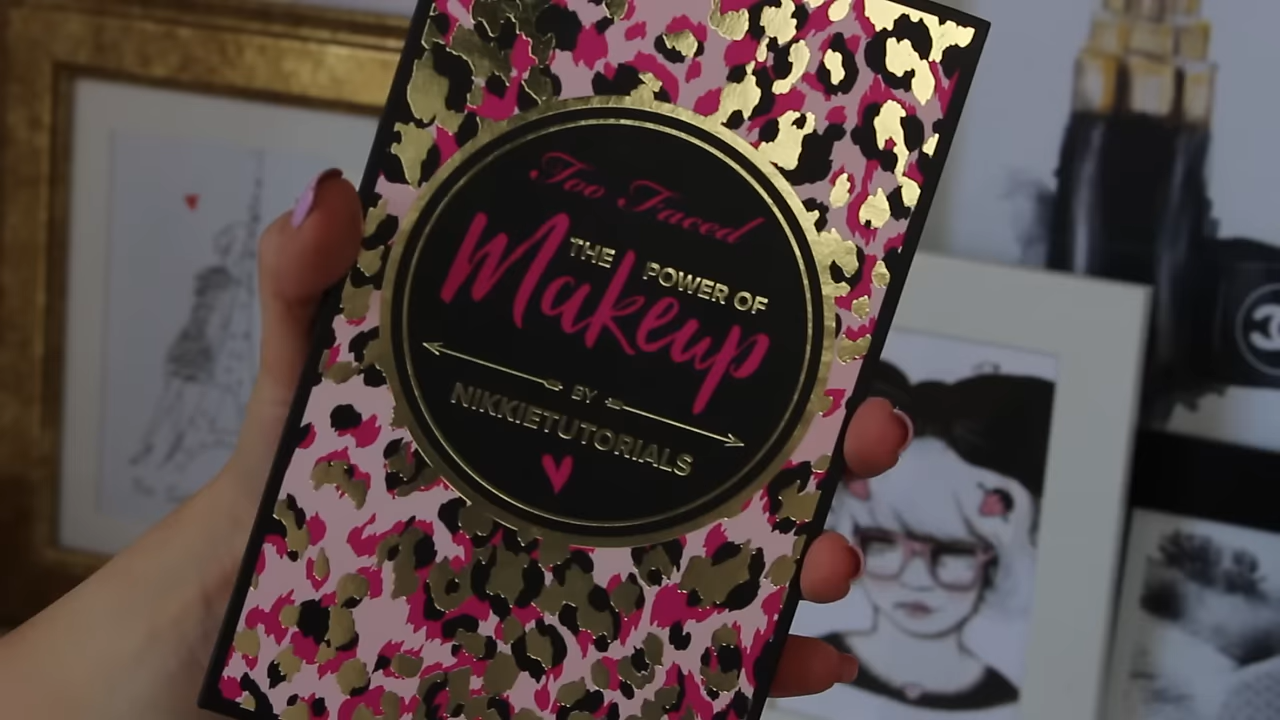 Too Faced
THE POWER OF
Makeup
BY
NIKKIETUTORIALS